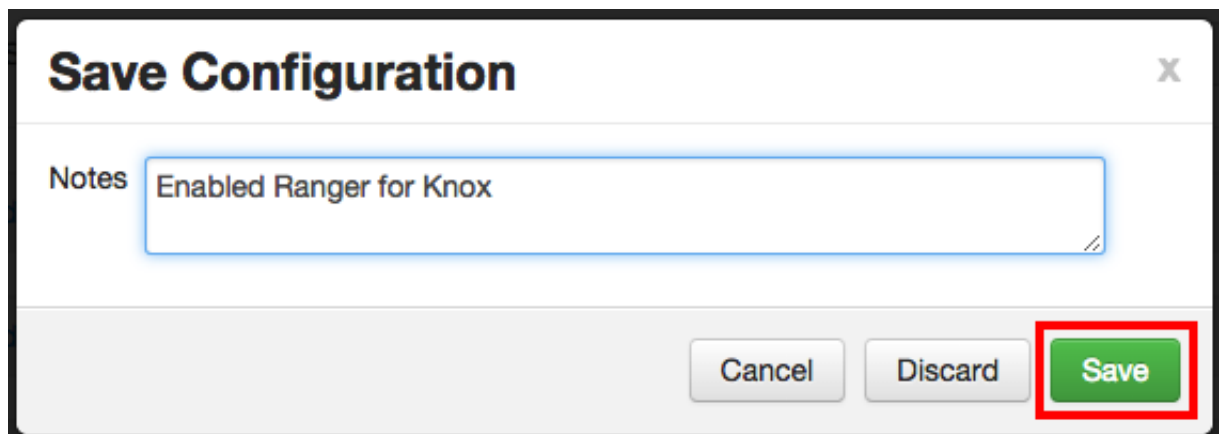 Save Configuration x
Notes Enabled Ranger for Knox
Cancel Discard Save